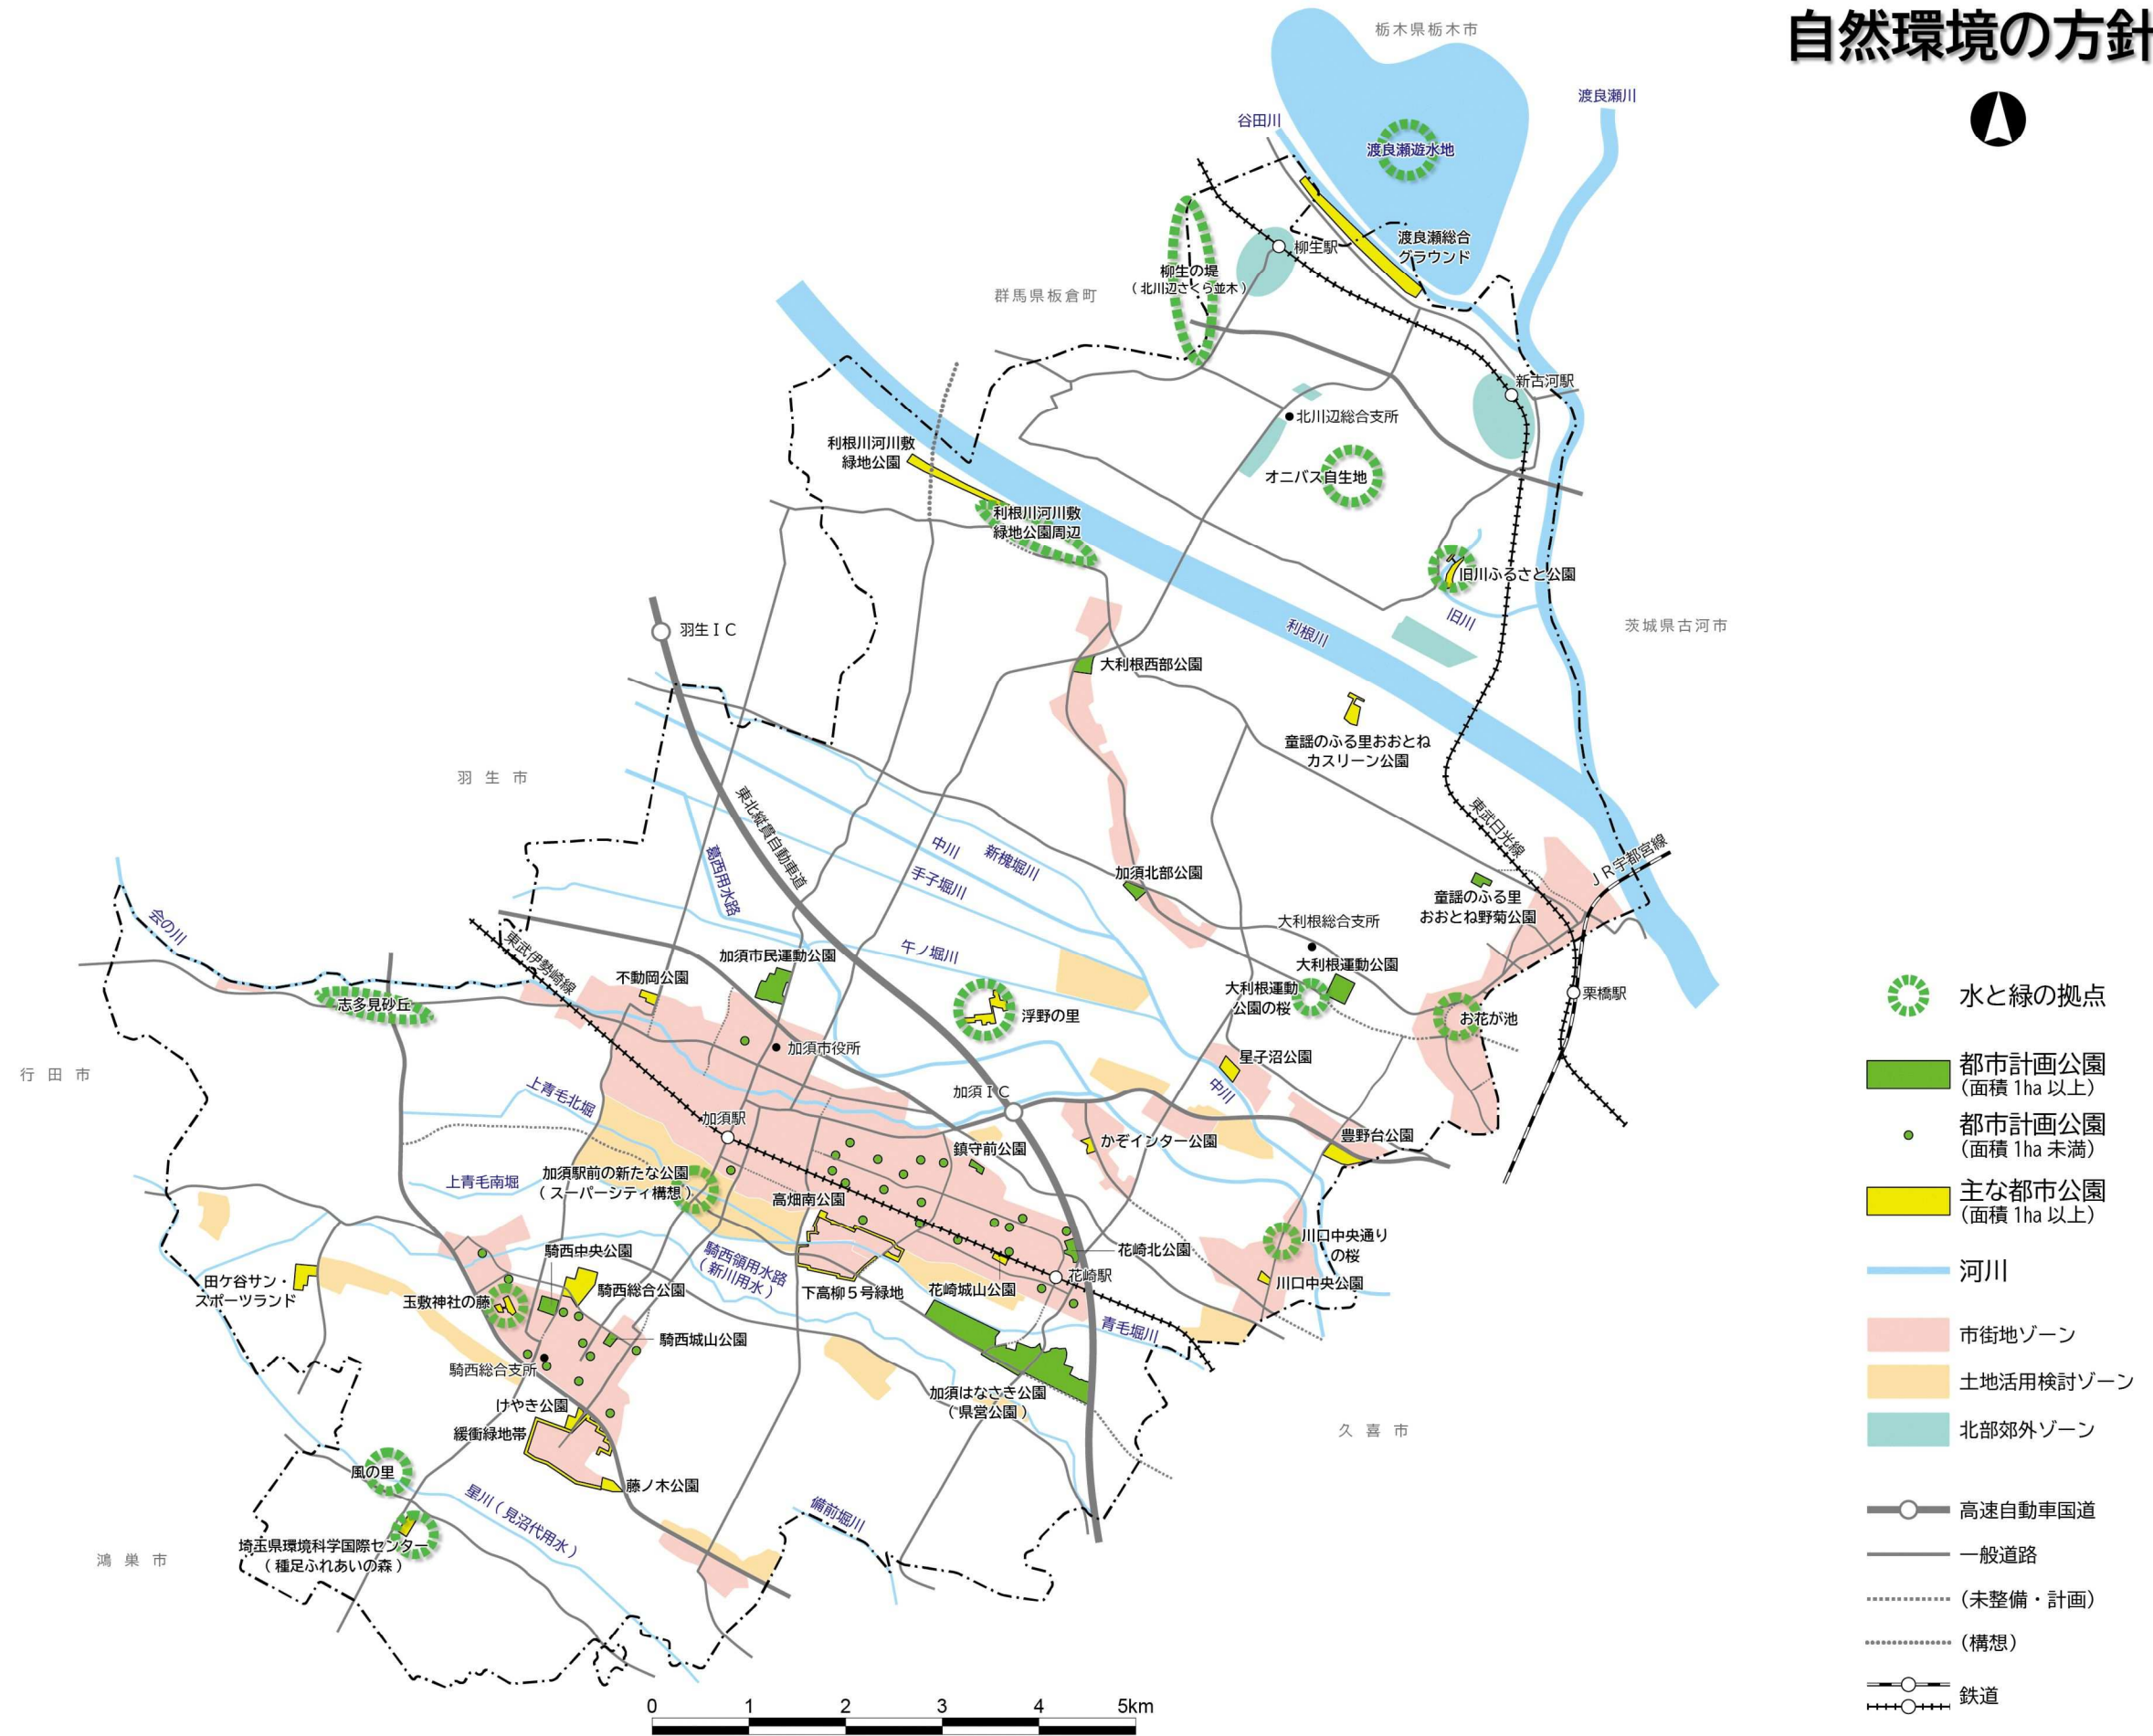 自然環境の方針
栃木県栃木市
渡良瀬川
谷田川
渡良瀬遊水地
柳生駅
渡良瀬総合
グラウンド
柳生の堤
（北川辺さくら並木）
群馬県板倉町
新古河駅
北川辺総合支所
利根川河川敷
緑地公園
オニバス自生地
利根川河川敷
緑地公園周辺
旧川ふるさと公園
旧川
茨城県古河市
利根川
羽生ＩＣ
大利根西部公園
童謡のふる里おおとね
カスリーン公園
羽生市
東北縦貫自動車道
東武日光線
ＪＲ宇都宮線
中川
新槐堀川
手子堀川
葛西用水路
加須北部公園
童謡のふる里
おおとね野菊公園
会の川
大利根総合支所
東武伊勢崎線
加須市民運動公園
午ノ堀川
不動岡公園
大利根運動公園
大利根運動
公園の桜
栗橋駅
志多見砂丘
浮野の里
お花が池
加須市役所
星子沼公園
行田市
加須ＩＣ
中川
上青毛北堀
加須駅
かぞインター公園
豊野台公園
鎮守前公園
加須駅前の新たな公園
（スーパーシティ構想）
上青毛南堀
高畑南公園
川口中央通り
の桜
騎西中央公園
騎西領用水路
（新川用水）
花崎北公園
花崎駅
川口中央公園
田ケ谷サン・
スポーツランド
騎西総合公園
下高柳５号緑地
花崎城山公園
玉敷神社の藤
青毛堀川
騎西城山公園
騎西総合支所
加須はなさき公園
（県営公園）
けやき公園
緩衝緑地帯
久喜市
風の里
藤ノ木公園
星川（見沼代用水）
備前堀川
埼玉県環境科学国際センター
（種足ふれあいの森）
鴻巣市
0 1 2 3 4 5km
水と緑の拠点
都市計画公園
（面積 1ha 以上）
都市計画公園
（面積 1ha 未満）
主な都市公園
（面積 1ha 以上）
河川
市街地ゾーン
土地活用検討ゾーン
北部郊外ゾーン
高速自動車国道
一般道路
（未整備・計画）
（構想）
鉄道